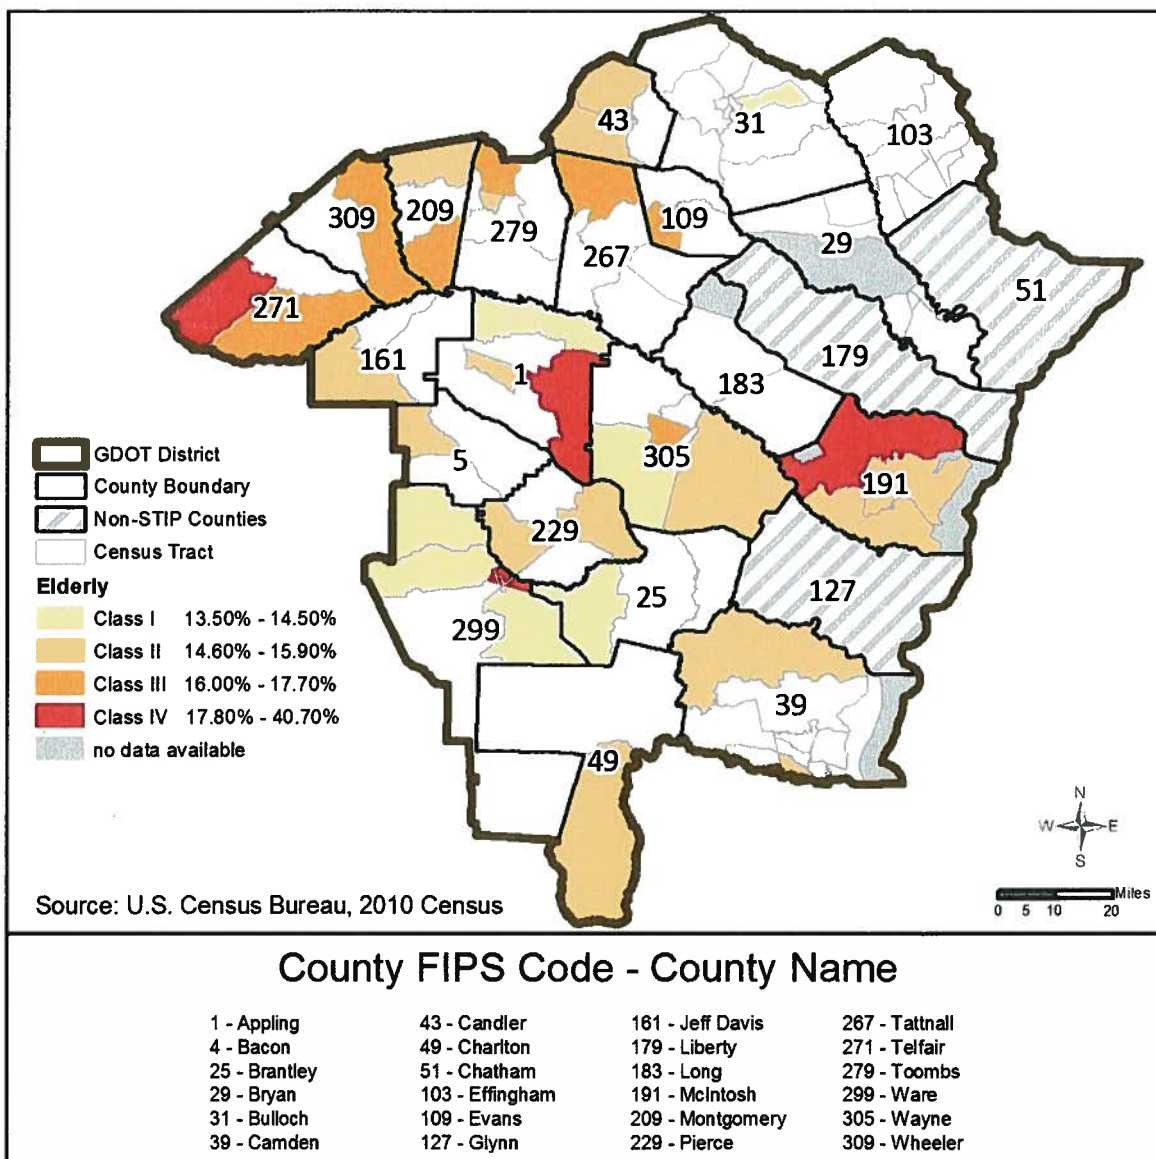 43
31
103
309
209
279
109
267
29
51
271
161
1
179
183
5
305
191
229
25
127
299
39
49
GDOT District
County Boundary
Non-STIP Counties
Census Tract
Elderly
Class I 13.50% - 14.50%
Class II 14.60% - 15.90%
Class III 16.00% - 17.70%
Class IV 17.80% - 40.70%
no data available
N
W E
S
Miles
0 5 10 20
Source: U.S. Census Bureau, 2010 Census
County FIPS Code - County Name
1 - Appling 43 - Candler 161 - Jeff Davis 267 - Tattnall
4 - Bacon 49 - Charlton 179 - Liberty 271 - Telfair
25 - Brantley 51 - Chatham 183 - Long 279 - Toombs
29 - Bryan 103 - Effingham 191 - McIntosh 299 - Ware
31 - Bulloch 109 - Evans 209 - Montgomery 305 - Wayne
39 - Camden 127 - Glynn 229 - Pierce 309 - Wheeler